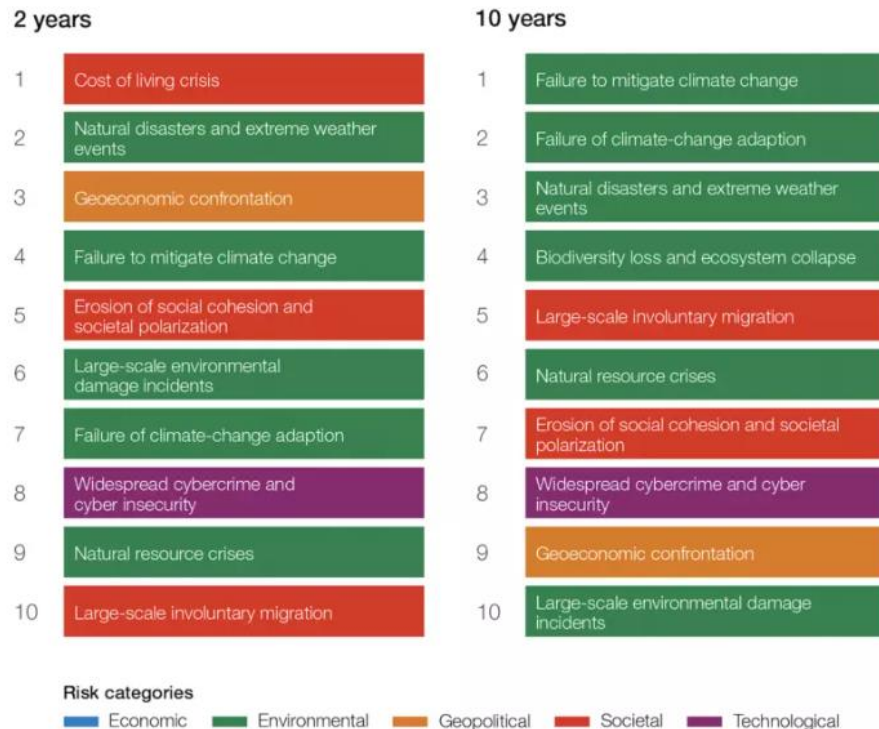 2 years
1
Cost of living crisis
2
Natural disasters and extreme weather
events
3
Geoeconomic confrontation
4
Failure to mitigate climate change
5
Erosion of social cohesion and
societal polarization
6
Large-scale environmental
damage incidents
7
Failure of climate-change adaption
8
Widespread cybercrime and
cyber insecurity
9
Natural resource crises
10
Large-scale involuntary migration
10 years
1
Failure to mitigate climate change
2
Failure of climate-change adaption
3
Natural disasters and extreme weather
events
4
Biodiversity loss and ecosystem collapse
5
Large-scale involuntary migration
6
Natural resource crises
7
Erosion of social cohesion and societal
polarization
8
Widespread cybercrime and cyber
insecurity
9
Geoeconomic confrontation
10
Large-scale environmental damage
incidents
Risk categories
Economic Environmental Geopolitical Societal Technological